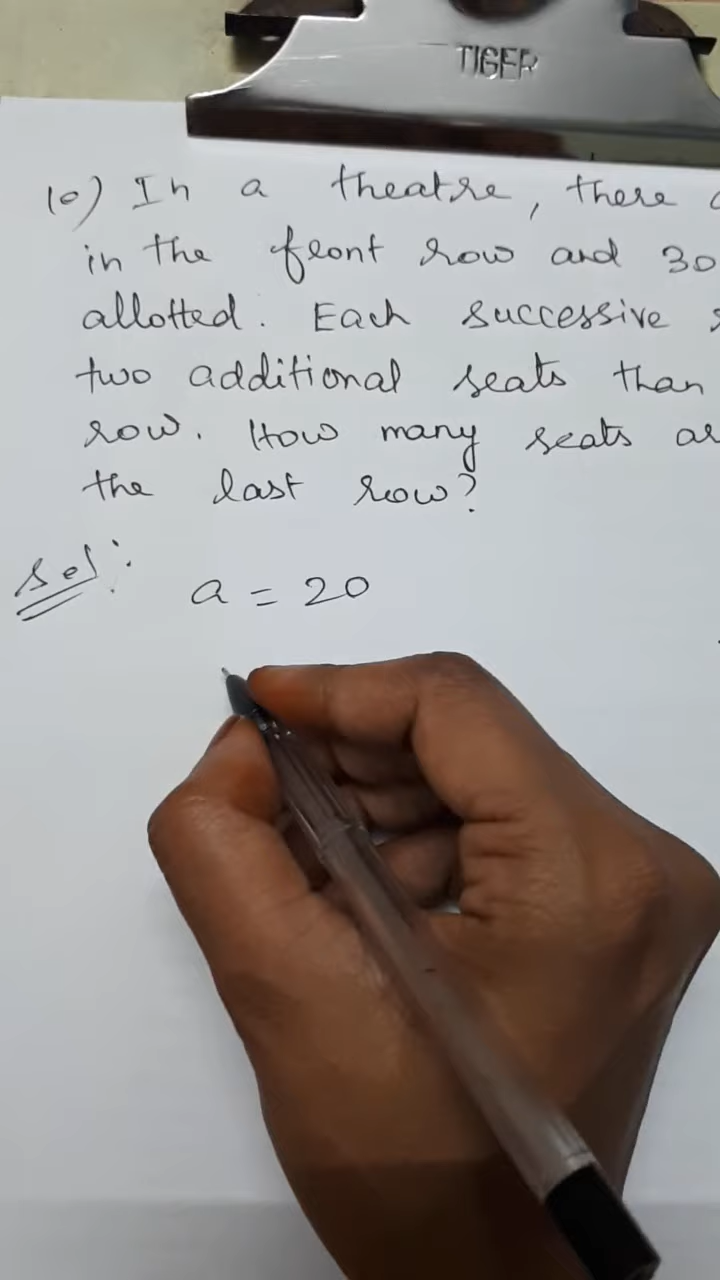 TIGER
10) In a theatre, there
in the front row and 30
allotted. Each successive
two additional seats than
row. How many seats
the last row?
Sol:
a = 20